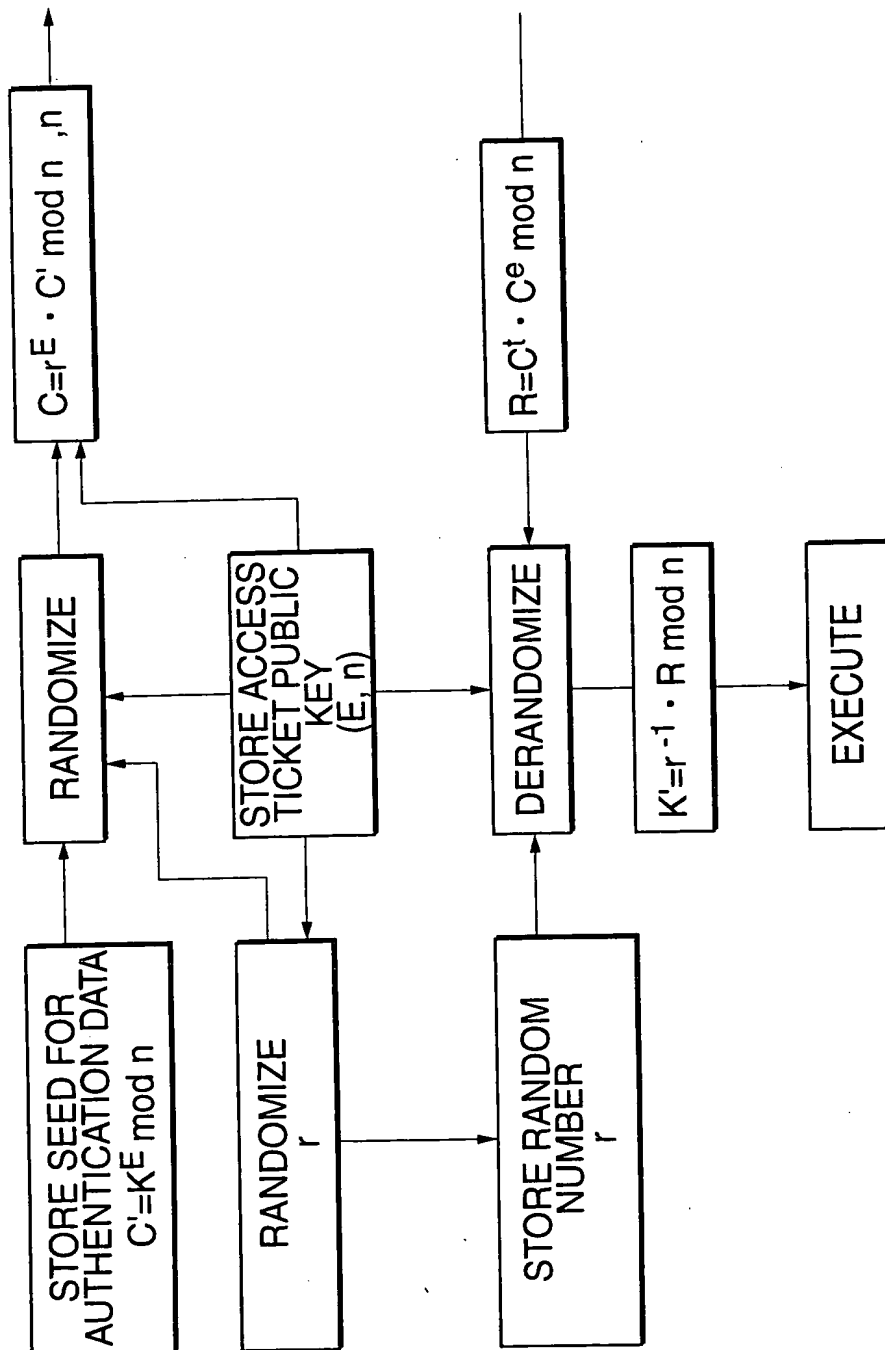 STORE SEED FOR
AUTHENTICATION DATA
C'=K^E mod n
RANDOMIZE
C=r^E · C' mod n ,n
RANDOMIZE
r
STORE ACCESS
TICKET PUBLIC
KEY
(E, n)
STORE RANDOM
NUMBER
r
DERANDOMIZE
R=C^t · C^e mod n
K'=r^-1 · R mod n
EXECUTE